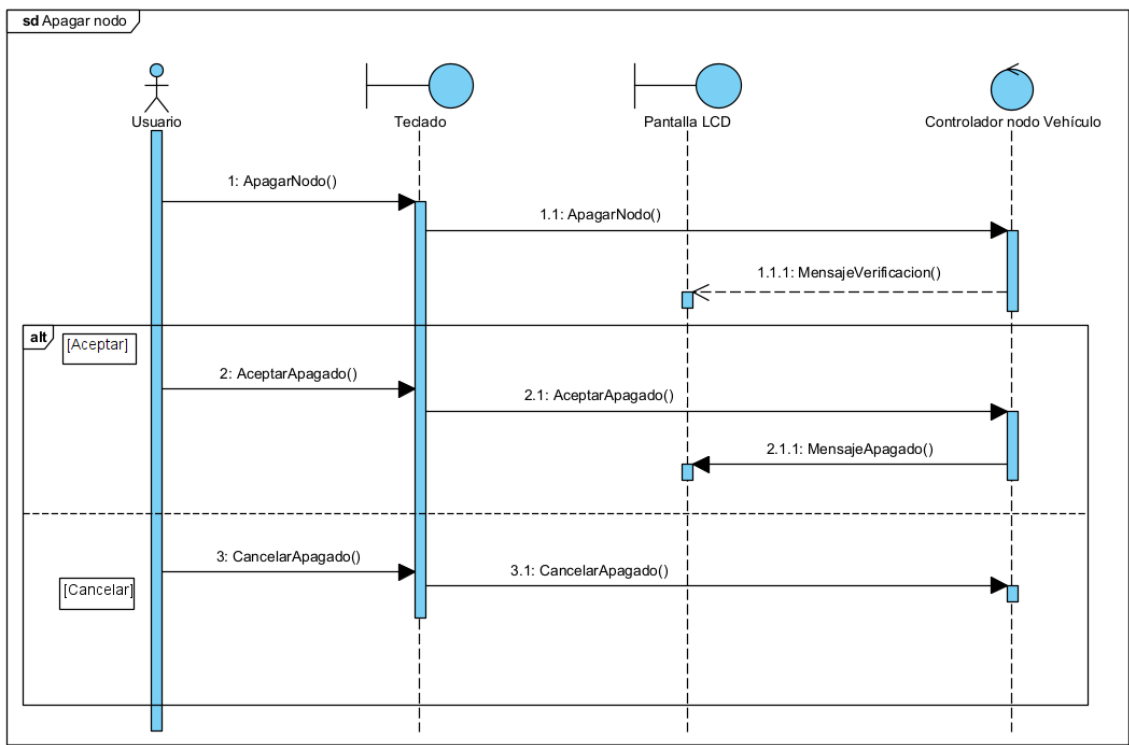 sd Apagar nodo
Usuario
Teclado
Pantalla LCD
Controlador nodo Vehículo
1: ApagarNodo()
1.1: ApagarNodo()
1.1.1: MensajeVerificacion()
alt
[Aceptar]
2: AceptarApagado()
2.1: AceptarApagado()
2.1.1: MensajeApagado()
3: CancelarApagado()
3.1: CancelarApagado()
[Cancelar]